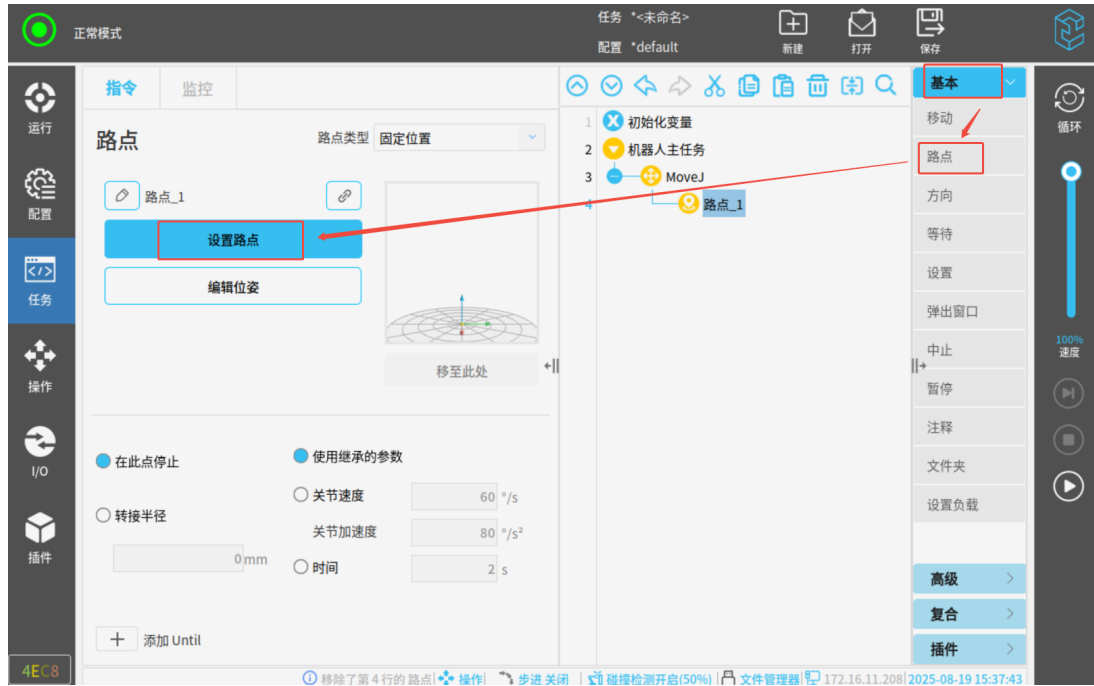 正常模式
任务 *<未命名>
配置 *default
新建
打开
保存
运行
配置
任务
操作
I/O
插件
4EC8
指令
监控
路点
路点类型
固定位置
路点_1
设置路点
编辑位姿
移至此处
在此点停止
转接半径
0 mm
使用继承的参数
关节速度
60 °/s
关节加速度
80 °/s²
时间
2 s
添加 Until
1 初始化变量
2 机器人主任务
3 MoveJ
4 路点_1
基本
移动
路点
方向
等待
设置
弹出窗口
中止
暂停
注释
文件夹
设置负载
高级
复合
插件
循环
100%
速度
移除了第 4 行的 路点
操作
步进 关闭
碰撞检测开启(50%)
文件管理器
172.16.11.208
2025-08-19 15:37:43